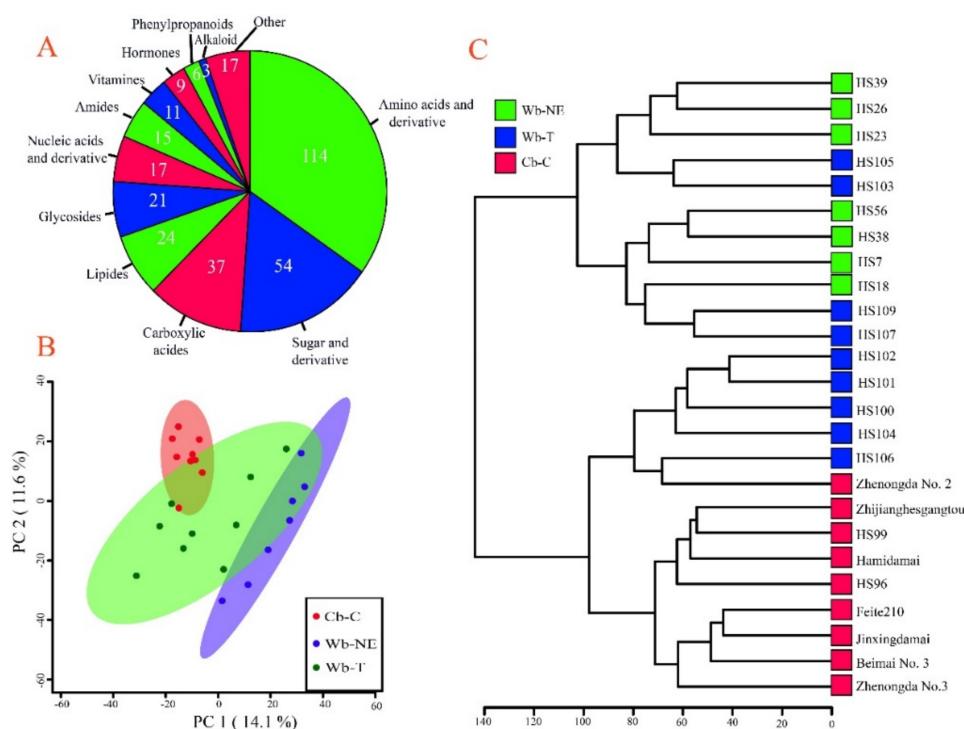 A
Phenylpropanoids
Alkaloid
Other
Hormones
Vitamines
Amides
Nucleic acids
and derivative
Glycosides
Lipides
Carboxylic
acides
Sugar and
derivative
Amino acids and
derivative
17
3
6
9
11
15
17
21
24
37
54
114
B
PC 2 ( 11.6 %)
40
20
0
-20
-40
-60
-60
-40
-20
0
20
40
60
PC 1 ( 14.1 %)
Cb-C
Wb-NE
Wb-T
C
Wb-NE
Wb-T
Cb-C
HS39
HS26
HS23
HS105
HS103
HS56
HS38
HS7
HS18
HS109
HS107
HS102
HS101
HS100
HS104
HS106
Zhenongda No. 2
Zhijianghesgangtou
HS99
Hamidamai
HS96
Feite210
Jinxingdamai
Beimai No. 3
Zhenongda No.3
140
120
100
80
60
40
20
0